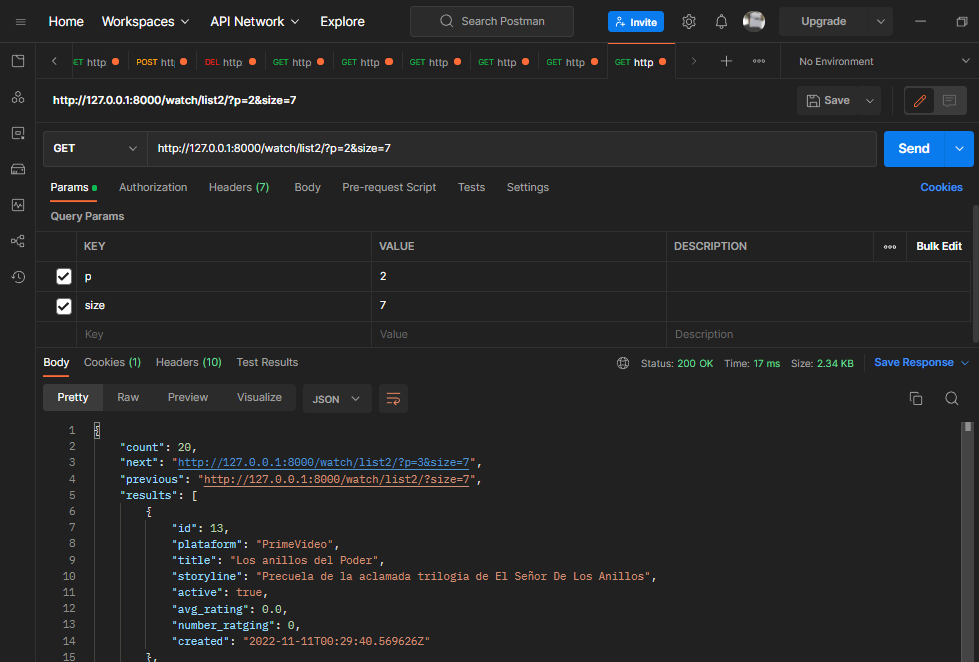 Home Workspaces API Network Explore Search Postman Invite Upgrade
ET http POST htt DEL http GET http GET http GET http GET http GET http GET http No Environment
http://127.0.0.1:8000/watch/list2/?p=2&size=7 Save
GET http://127.0.0.1:8000/watch/list2/?p=2&size=7 Send
Params Authorization Headers (7) Body Pre-request Script Tests Settings Cookies
Query Params
KEY VALUE DESCRIPTION Bulk Edit
p 2
size 7
Key Value Description
Body Cookies (1) Headers (10) Test Results Status: 200 OK Time: 17 ms Size: 2.34 KB Save Response
Pretty Raw Preview Visualize JSON
1 {
2 "count": 20,
3 "next": "http://127.0.0.1:8000/watch/list2/?p=3&size=7",
4 "previous": "http://127.0.0.1:8000/watch/list2/?size=7",
5 "results": [
6 {
7 "id": 13,
8 "plataform": "PrimeVideo",
9 "title": "Los anillos del Poder",
10 "storyline": "Precuela de la aclamada trilogia de El Señor De Los Anillos",
11 "active": true,
12 "avg_rating": 0.0,
13 "number_ratging": 0,
14 "created": "2022-11-11T00:29:40.569626Z"
15 },